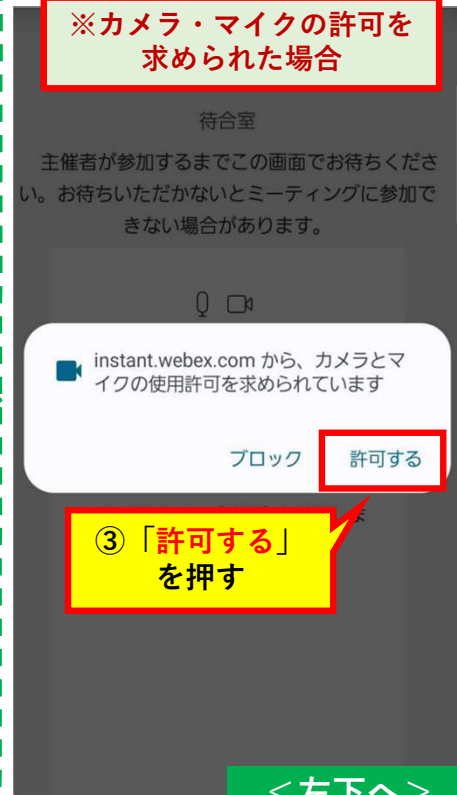 ※カメラ・マイクの許可を
求められた場合
待合室
主催者が参加するまでこの画面でお待ちくださ
い。お待ちいただかないとミーティングに参加で
きない場合があります。
instant.webex.com から、カメラとマ
イクの使用許可を求められています
ブロック 許可する
③「許可する」
を押す
＜左下へ＞